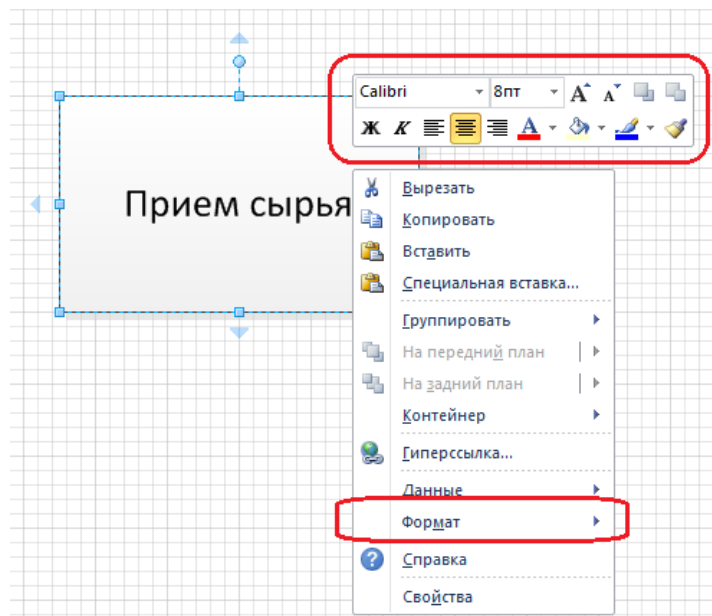 Calibri 8пт А А
Ж К А
Прием сырья
Вырезать
Копировать
Вставить
Специальная вставка...
Группировать
На передний план
На задний план
Контейнер
Гиперссылка...
Данные
Формат
Справка
Свойства